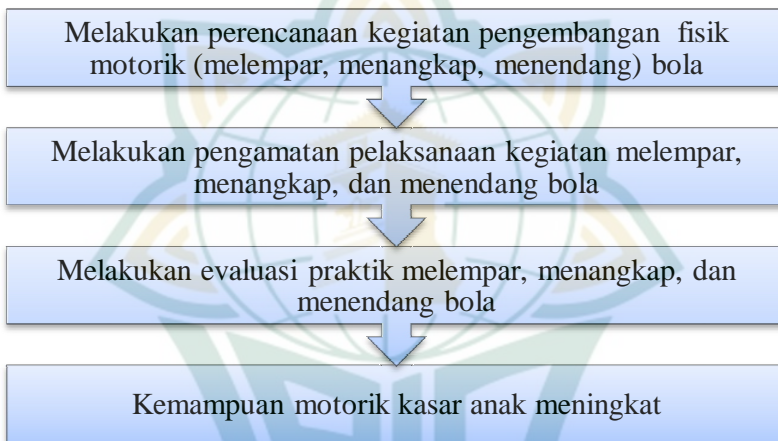 Melakukan perencanaan kegiatan pengembangan fisik
motorik (melempar, menangkap, menendang) bola
Melakukan pengamatan pelaksanaan kegiatan melempar,
menangkap, dan menendang bola
Melakukan evaluasi praktik melempar, menangkap, dan
menendang bola
Kemampuan motorik kasar anak meningkat